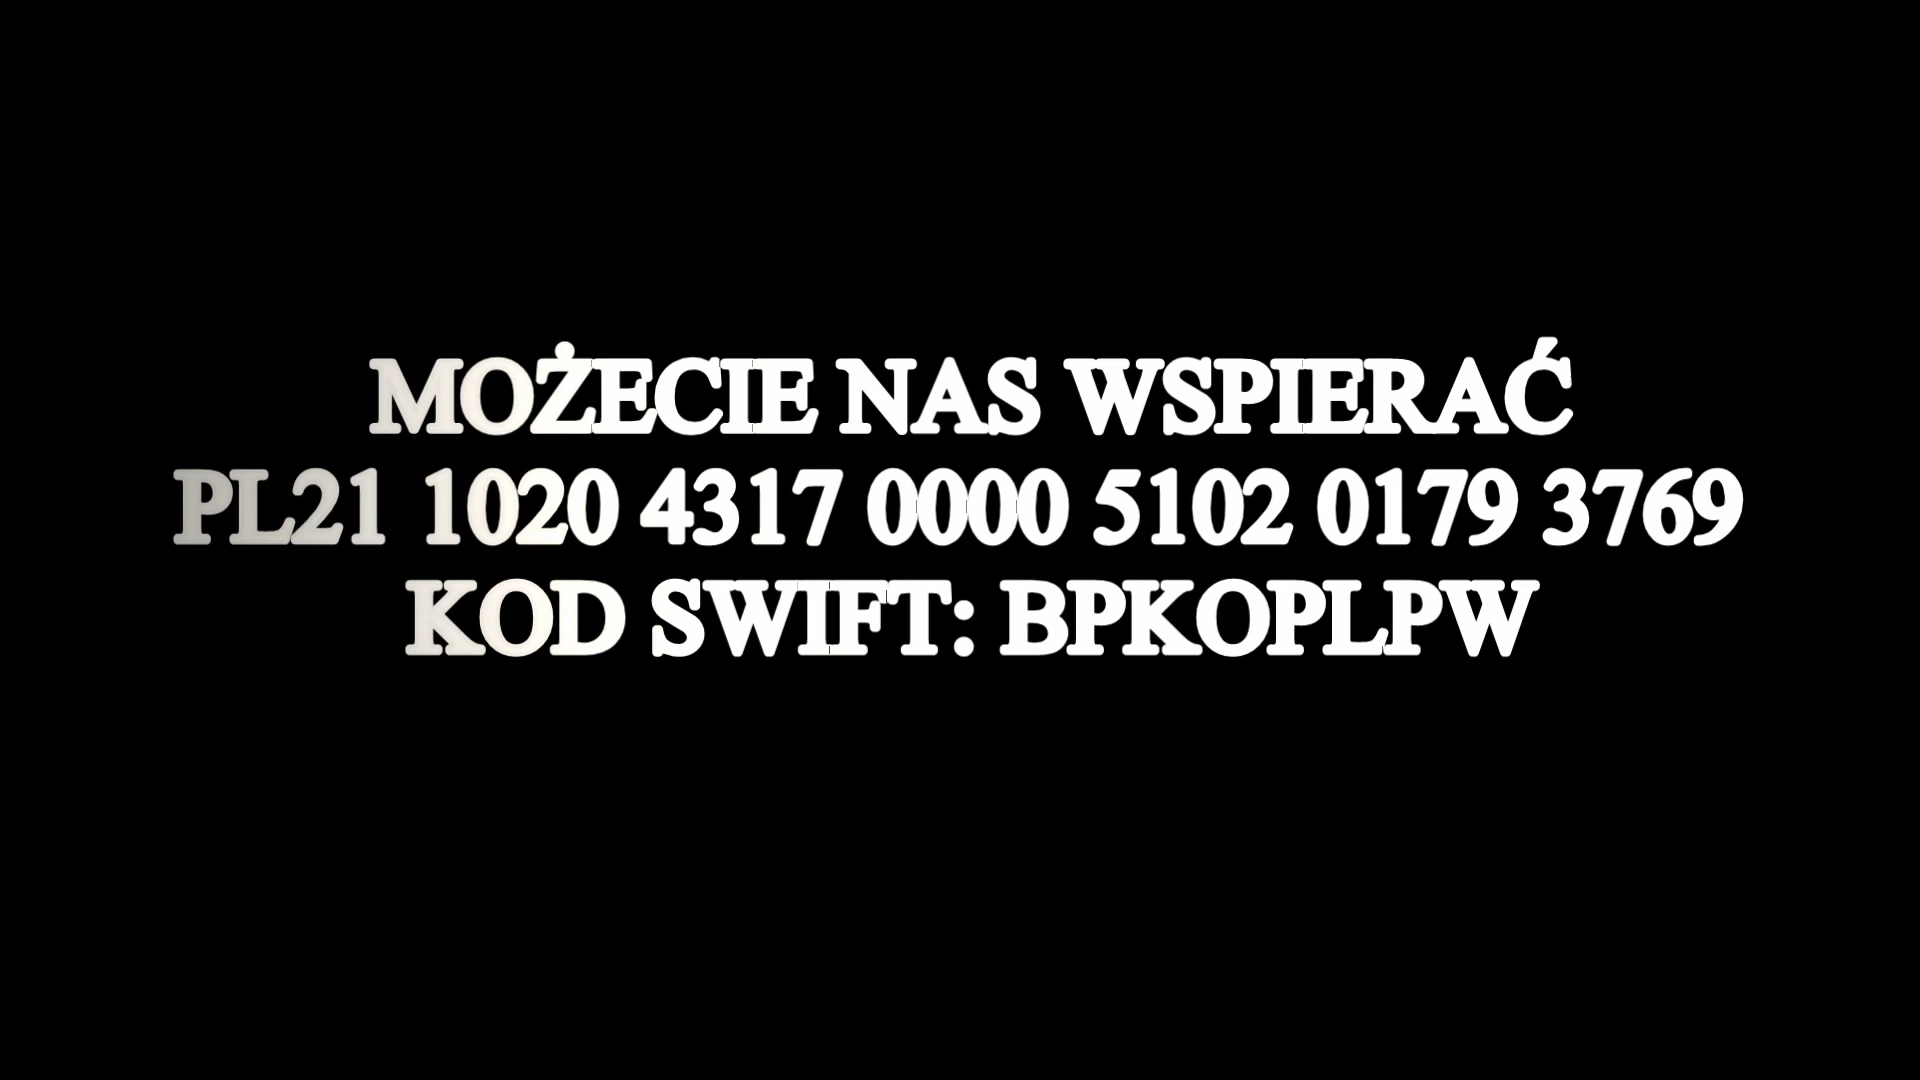 MOŻECIE NAS WSPIERAĆ
PL21 1020 4317 0000 5102 0179 3769
KOD SWIFT: BPKOPLPW